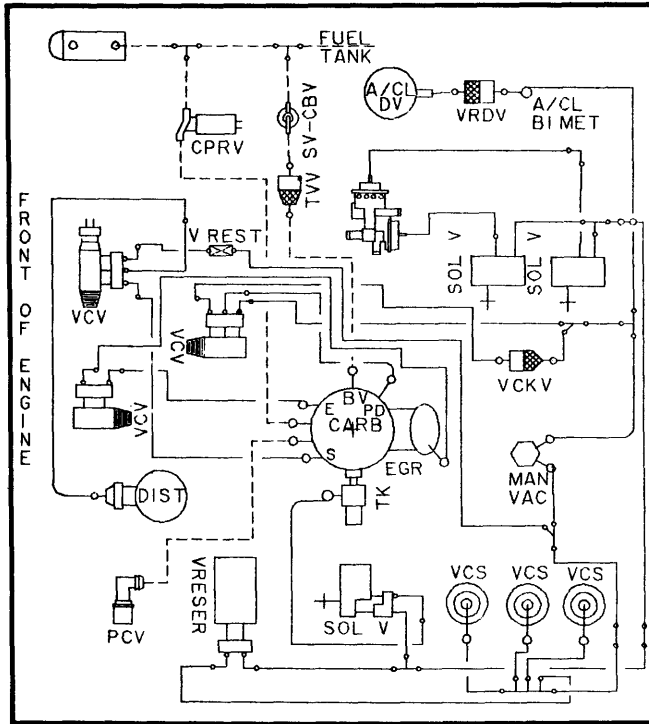 FUEL
TANK
A/CL
DV
VRDV
A/CL
BIMET
CPRV
SV-CBV
TVV
FRONT OF ENGINE
V REST
SOL V
SOL V
VCV
VCV
VCV
VCKV
BV
E
PD
CARB
S
EGR
MAN
VAC
TK
DIST
PCV
VRESER
SOL V
VCS
VCS
VCS